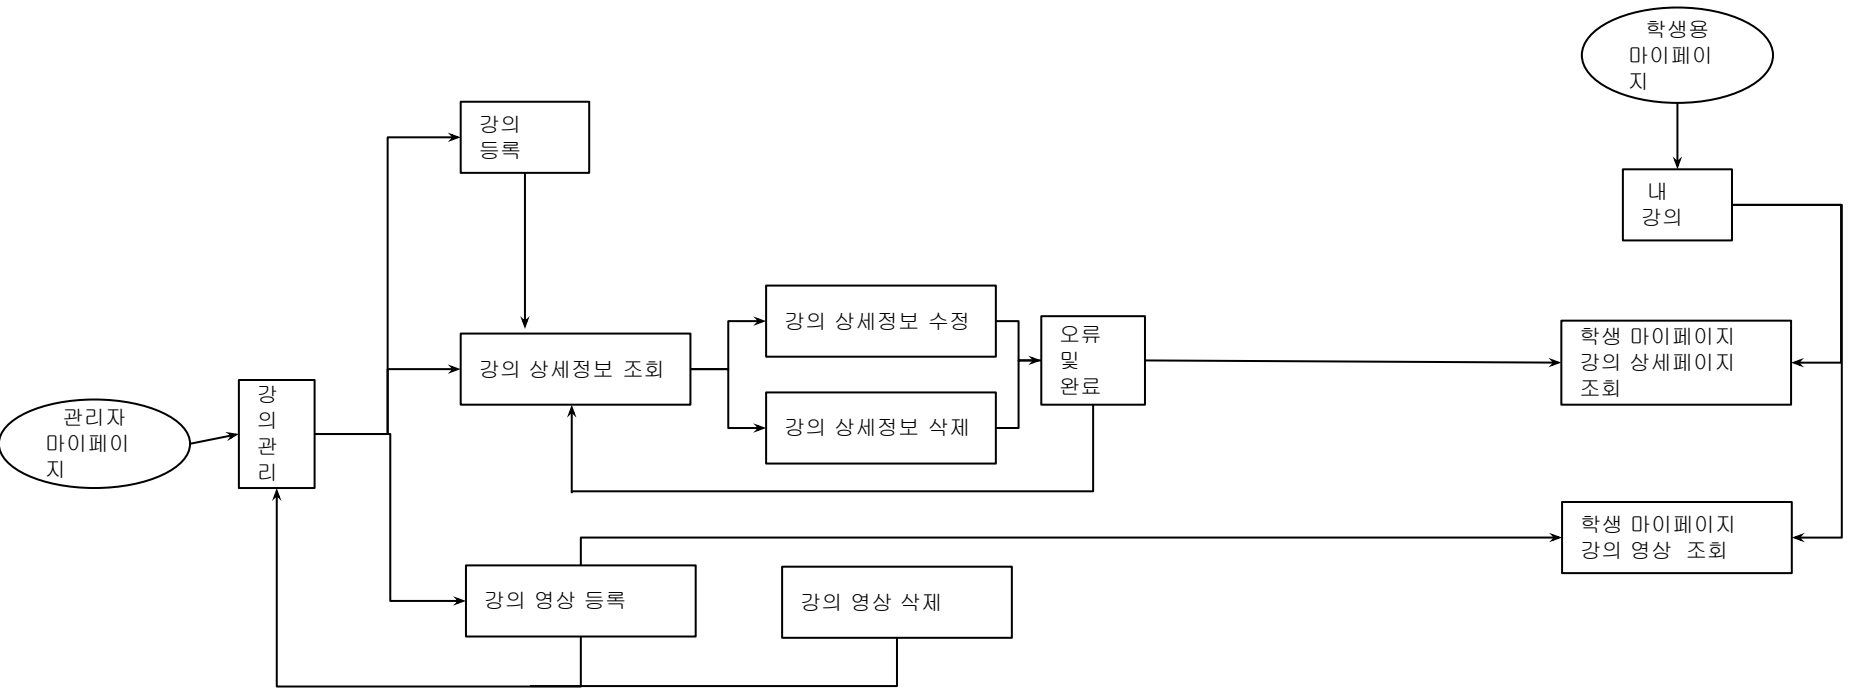 학생용
마이페이
지
강의
등록
내
강의
강의 상세정보 수정
오류
및
완료
학생 마이페이지
강의 상세페이지
조회
강의 상세정보 조회
강
의
관
리
관리자
마이페이
지
강의 상세정보 삭제
학생 마이페이지
강의 영상 조회
강의 영상 등록
강의 영상 삭제